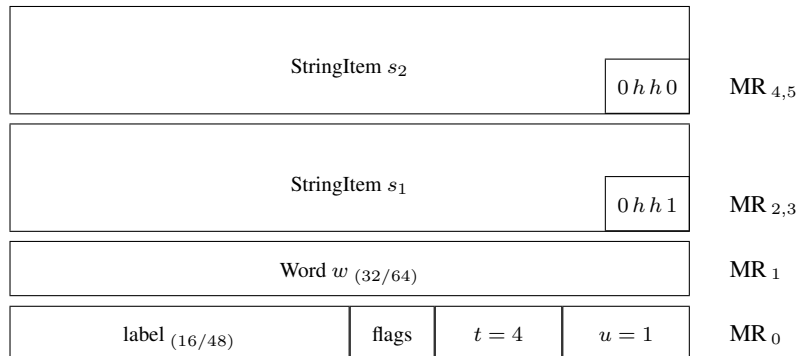 StringItem s₂
0 h h 0 MR ₄,₅
StringItem s₁
0 h h 1 MR ₂,₃
Word w (32/64) MR ₁
label (16/48) flags t = 4 u = 1 MR ₀